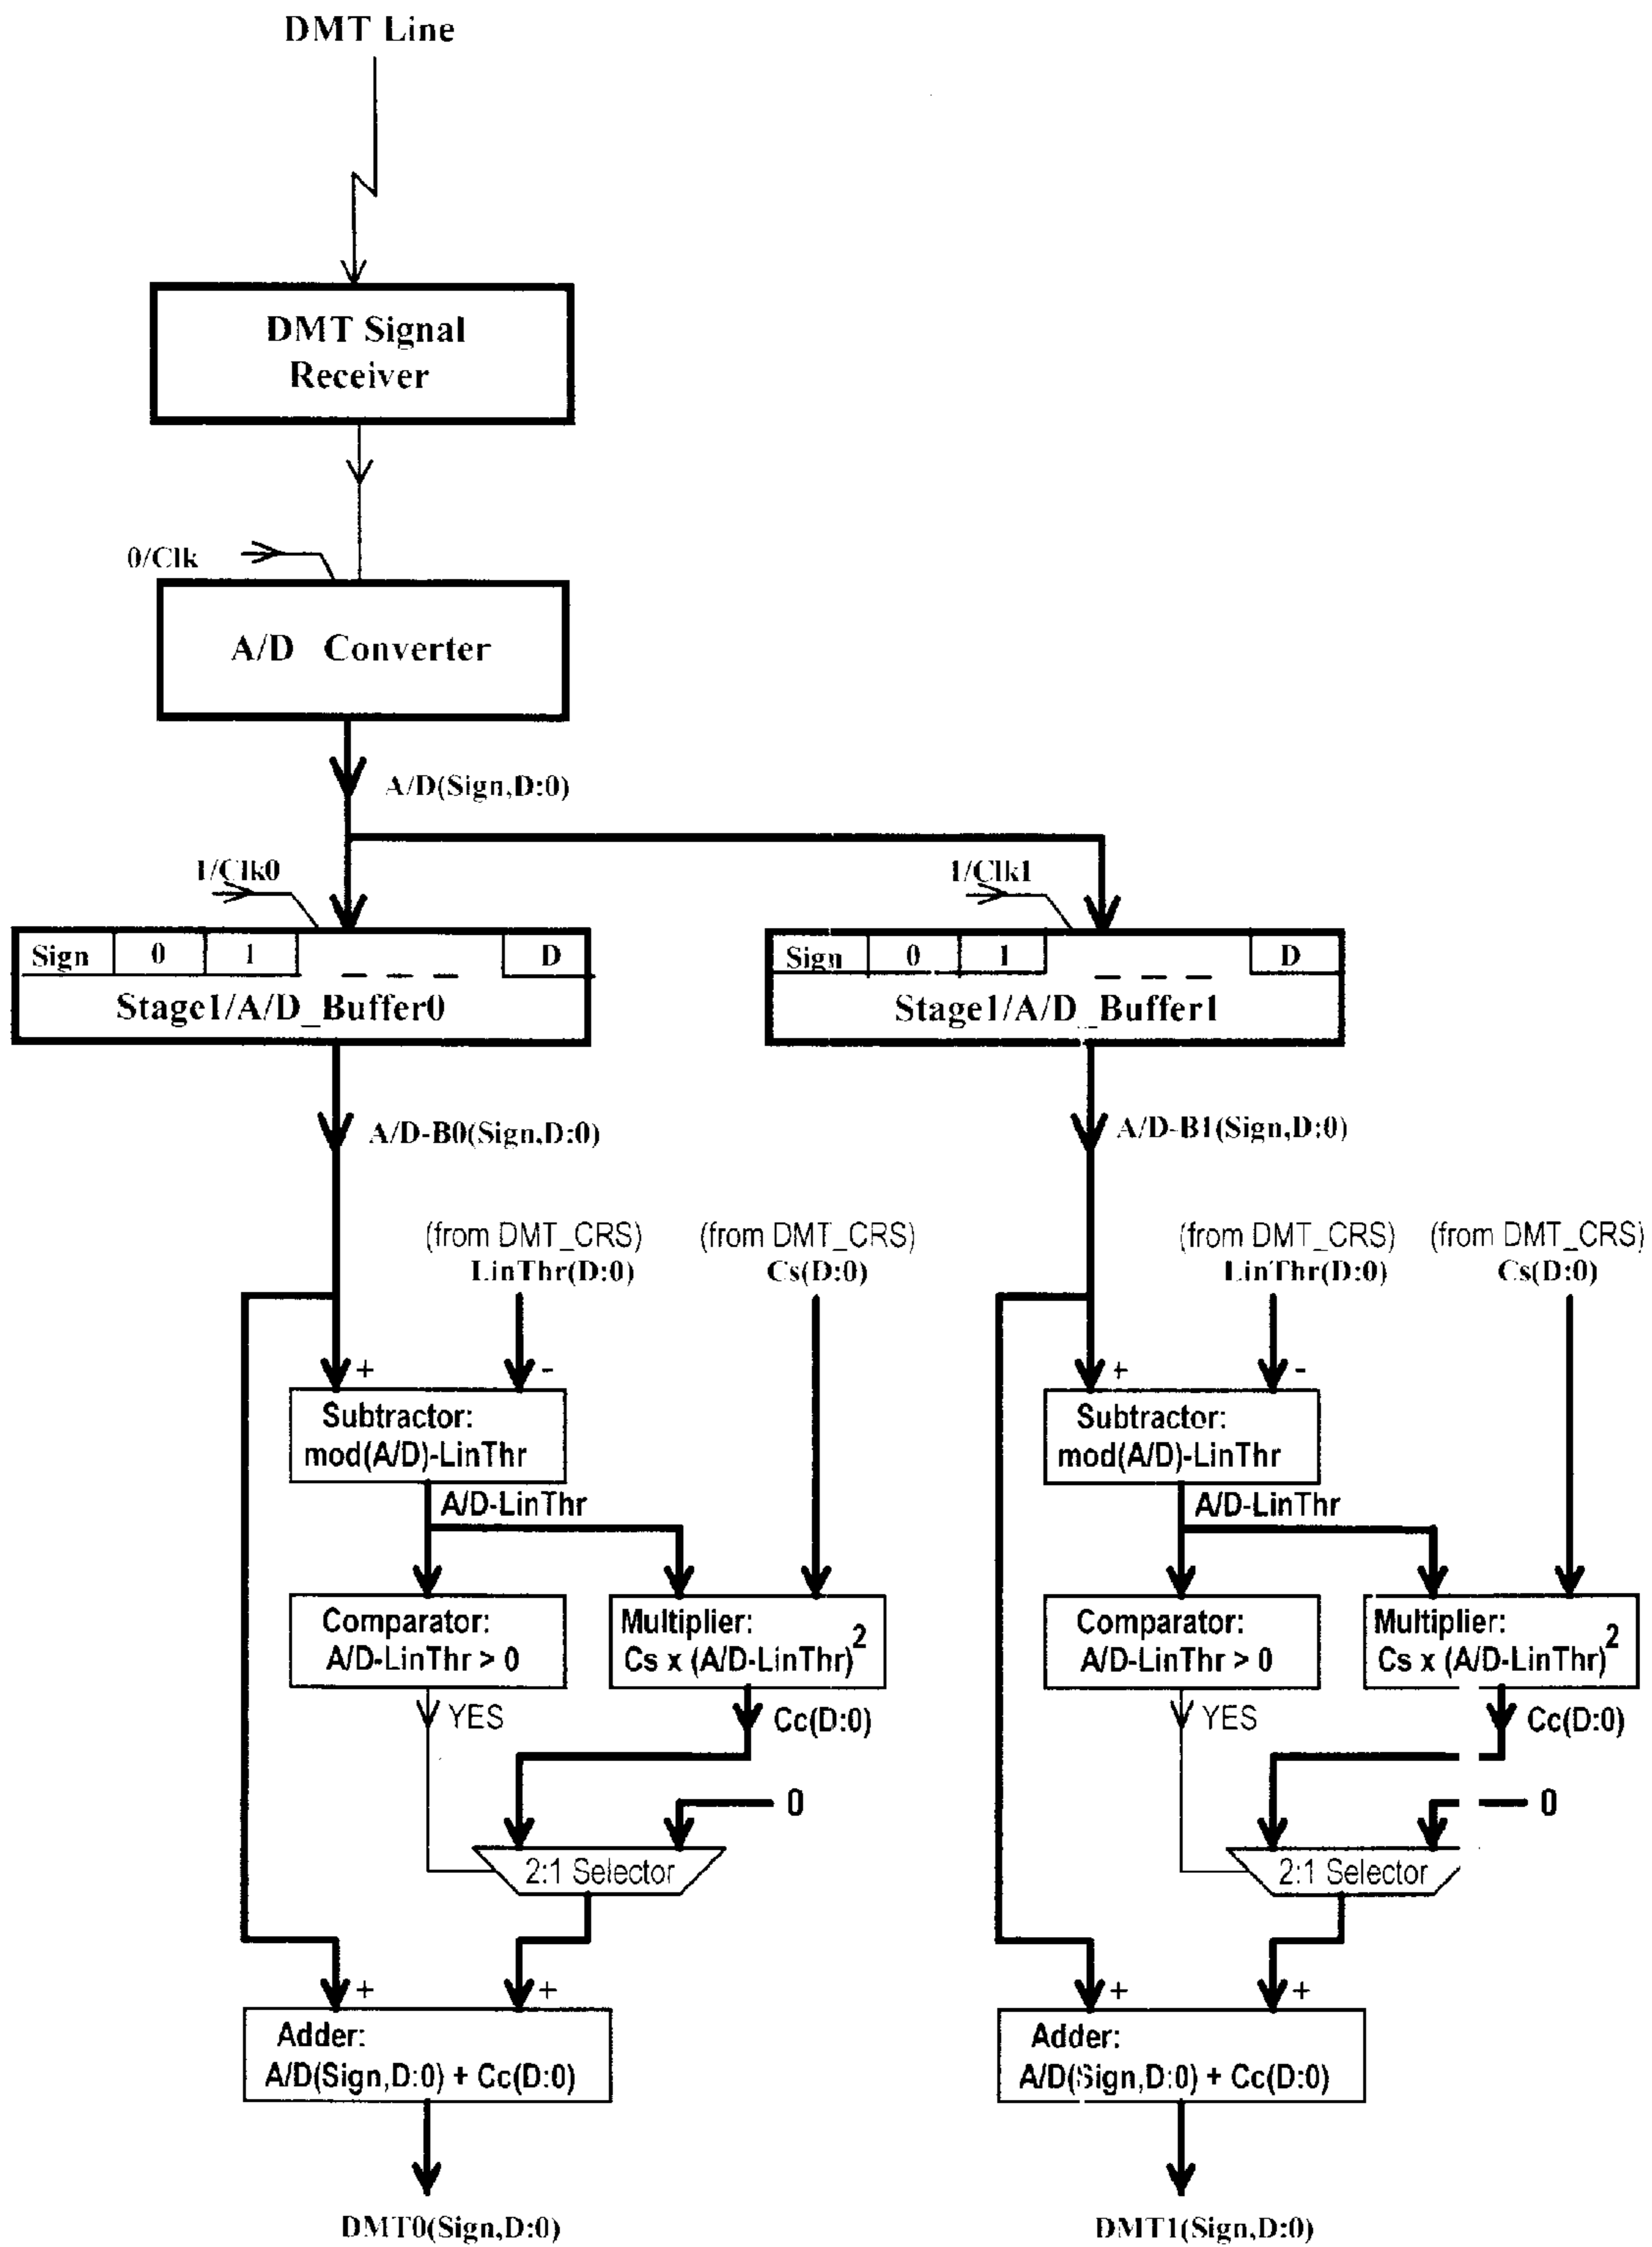 DMT Line
DMT Signal
Receiver
0/Clk
A/D Converter
A/D(Sign,D:0)
1/Clk0
1/Clk1
Sign 0 1 D
Stage1/A/D_Buffer0
Sign 0 1 D
Stage1/A/D_Buffer1
A/D-B0(Sign,D:0)
A/D-B1(Sign,D:0)
(from DMT_CRS)
LinThr(D:0)
(from DMT_CRS)
Cs(D:0)
(from DMT_CRS)
LinThr(D:0)
(from DMT_CRS)
Cs(D:0)
+ -
+ -
Subtractor:
mod(A/D)-LinThr
Subtractor:
mod(A/D)-LinThr
A/D-LinThr
A/D-LinThr
Comparator:
A/D-LinThr > 0
Multiplier:
Cs x (A/D-LinThr)²
Comparator:
A/D-LinThr > 0
Multiplier:
Cs x (A/D-LinThr)²
YES
Cc(D:0)
YES
Cc(D:0)
0
0
2:1 Selector
2:1 Selector
+ +
+ +
Adder:
A/D(Sign,D:0) + Cc(D:0)
Adder:
A/D(Sign,D:0) + Cc(D:0)
DMT0(Sign,D:0)
DMT1(Sign,D:0)